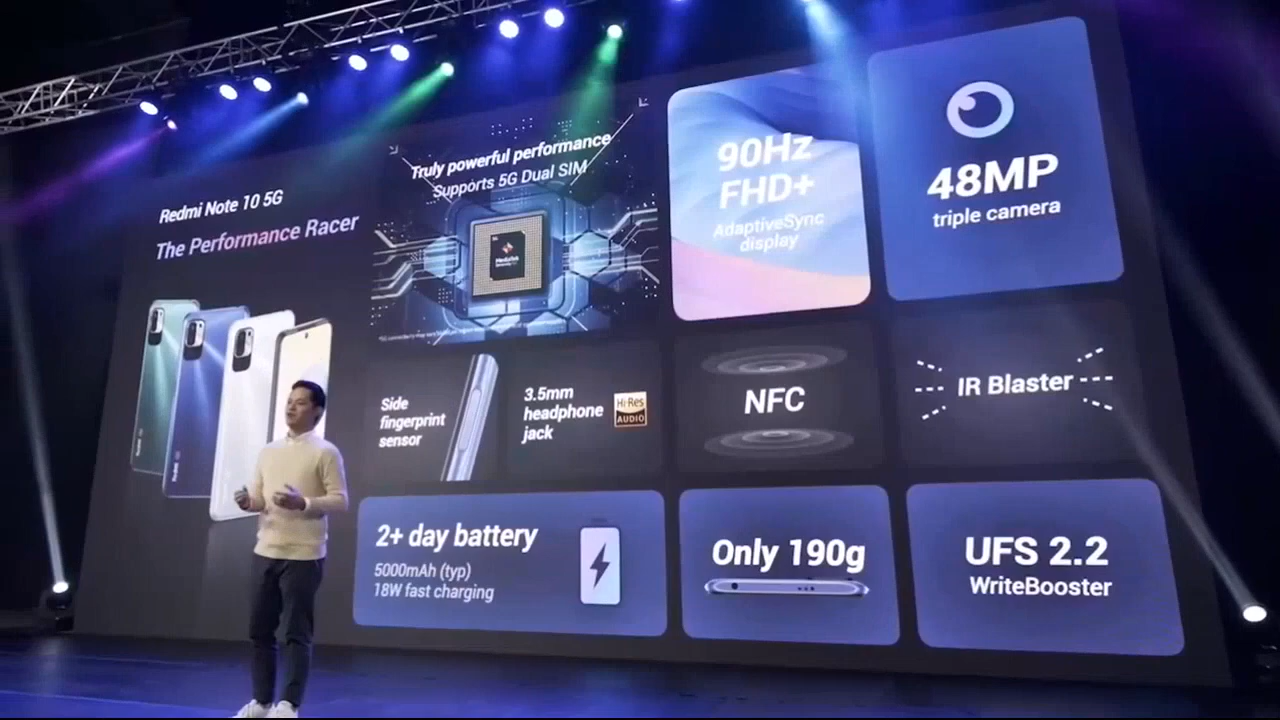 Redmi Note 10 5G
The Performance Racer
Truly powerful performance
Supports 5G Dual SIM
MediaTek
90Hz
FHD+
AdaptiveSync
display
48MP
triple camera
Side
fingerprint
sensor
3.5mm
headphone
jack
Hi-Res
AUDIO
NFC
IR Blaster
2+ day battery
5000mAh (typ)
18W fast charging
Only 190g
UFS 2.2
WriteBooster